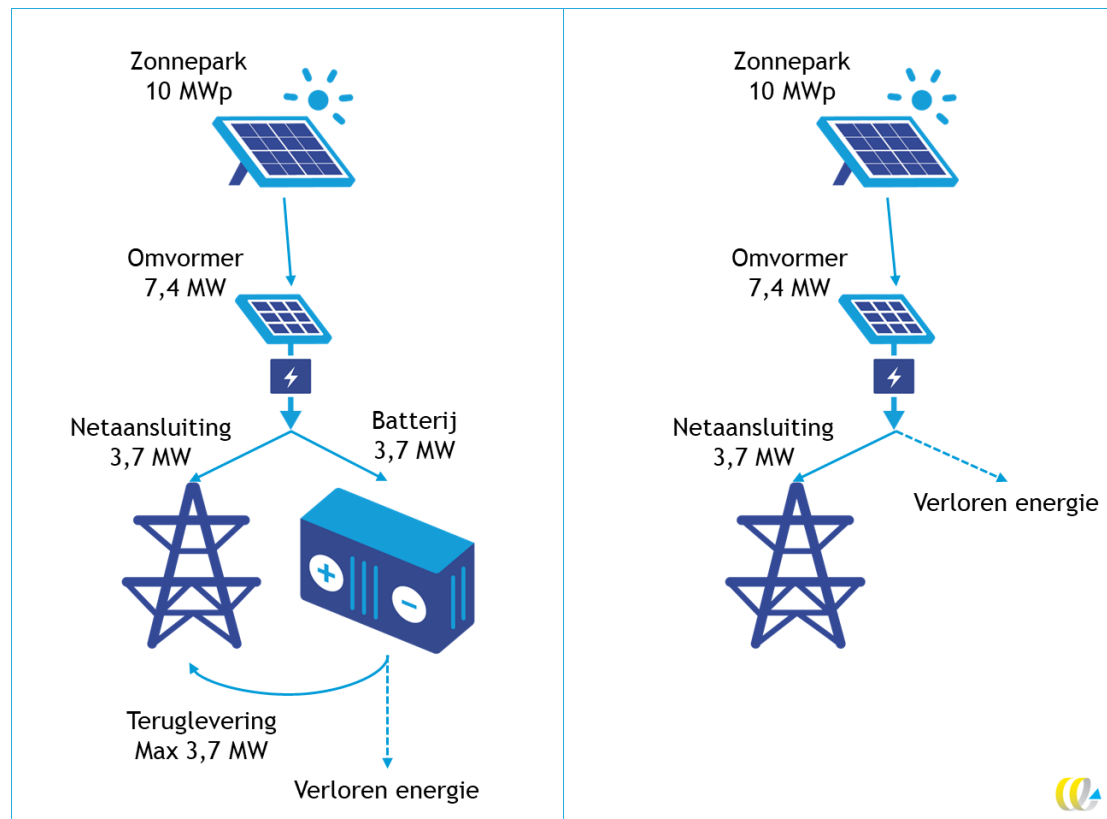 Zonnepark
10 MWp
Omvormer
7,4 MW
Netaansluiting
3,7 MW
Batterij
3,7 MW
Teruglevering
Max 3,7 MW
Verloren energie
Zonnepark
10 MWp
Omvormer
7,4 MW
Netaansluiting
3,7 MW
Verloren energie